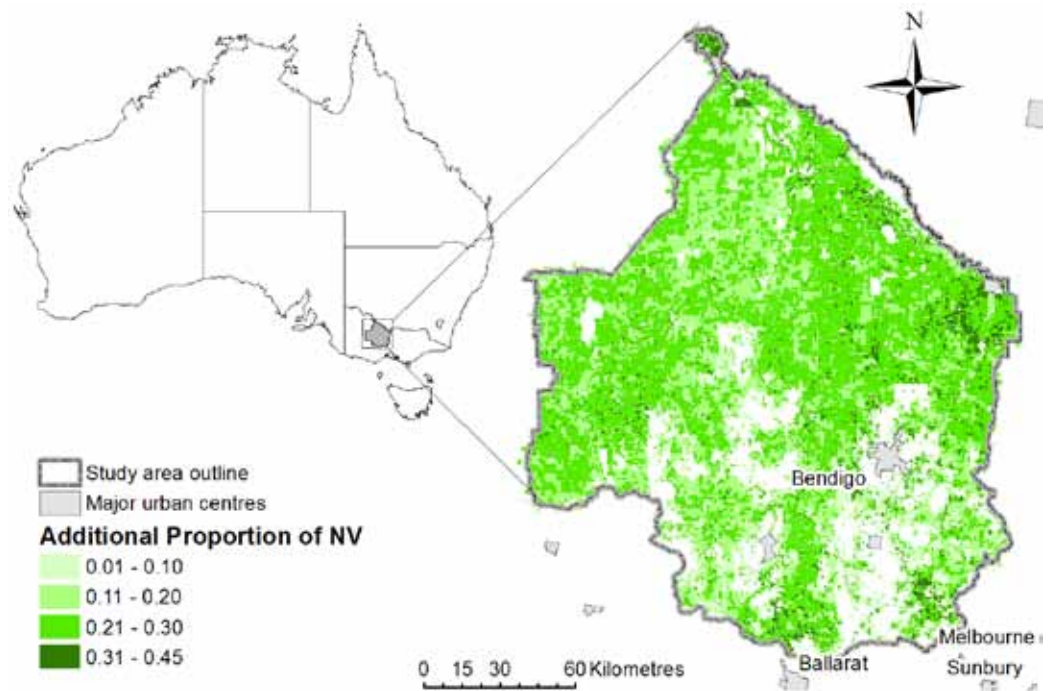 N
Bendigo
Study area outline
Major urban centres
Additional Proportion of NV
0.01 - 0.10
0.11 - 0.20
0.21 - 0.30
0.31 - 0.45
Melbourne
Ballarat
Sunbury
0 15 30 60 Kilometres